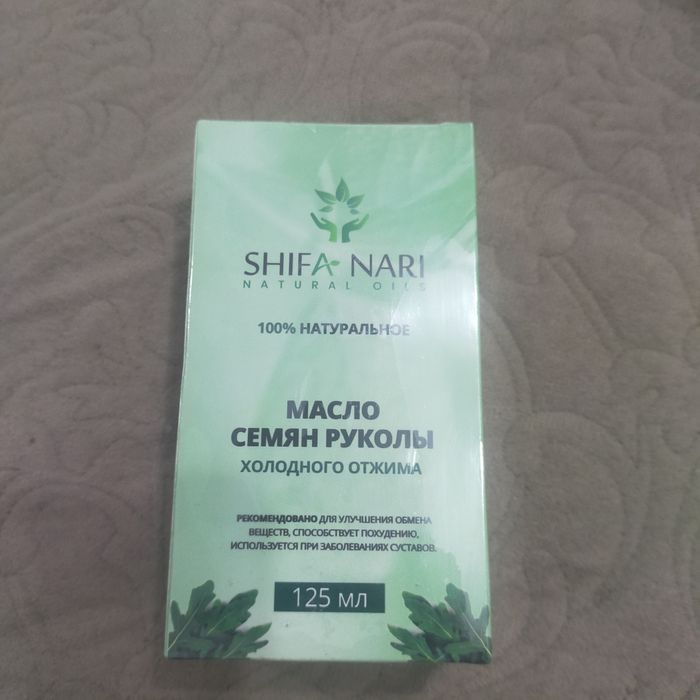 SHIFA NARI
NATURAL OILS
100% НАТУРАЛЬНОЕ
МАСЛО
СЕМЯН РУКОЛЫ
ХОЛОДНОГО ОТЖИМА
РЕКОМЕНДОВАНО ДЛЯ УЛУЧШЕНИЯ ОБМЕНА
ВЕЩЕСТВ, СПОСОБСТВУЕТ ПОХУДЕНИЮ,
ИСПОЛЬЗУЕТСЯ ПРИ ЗАБОЛЕВАНИЯХ СУСТАВОВ.
125 мл